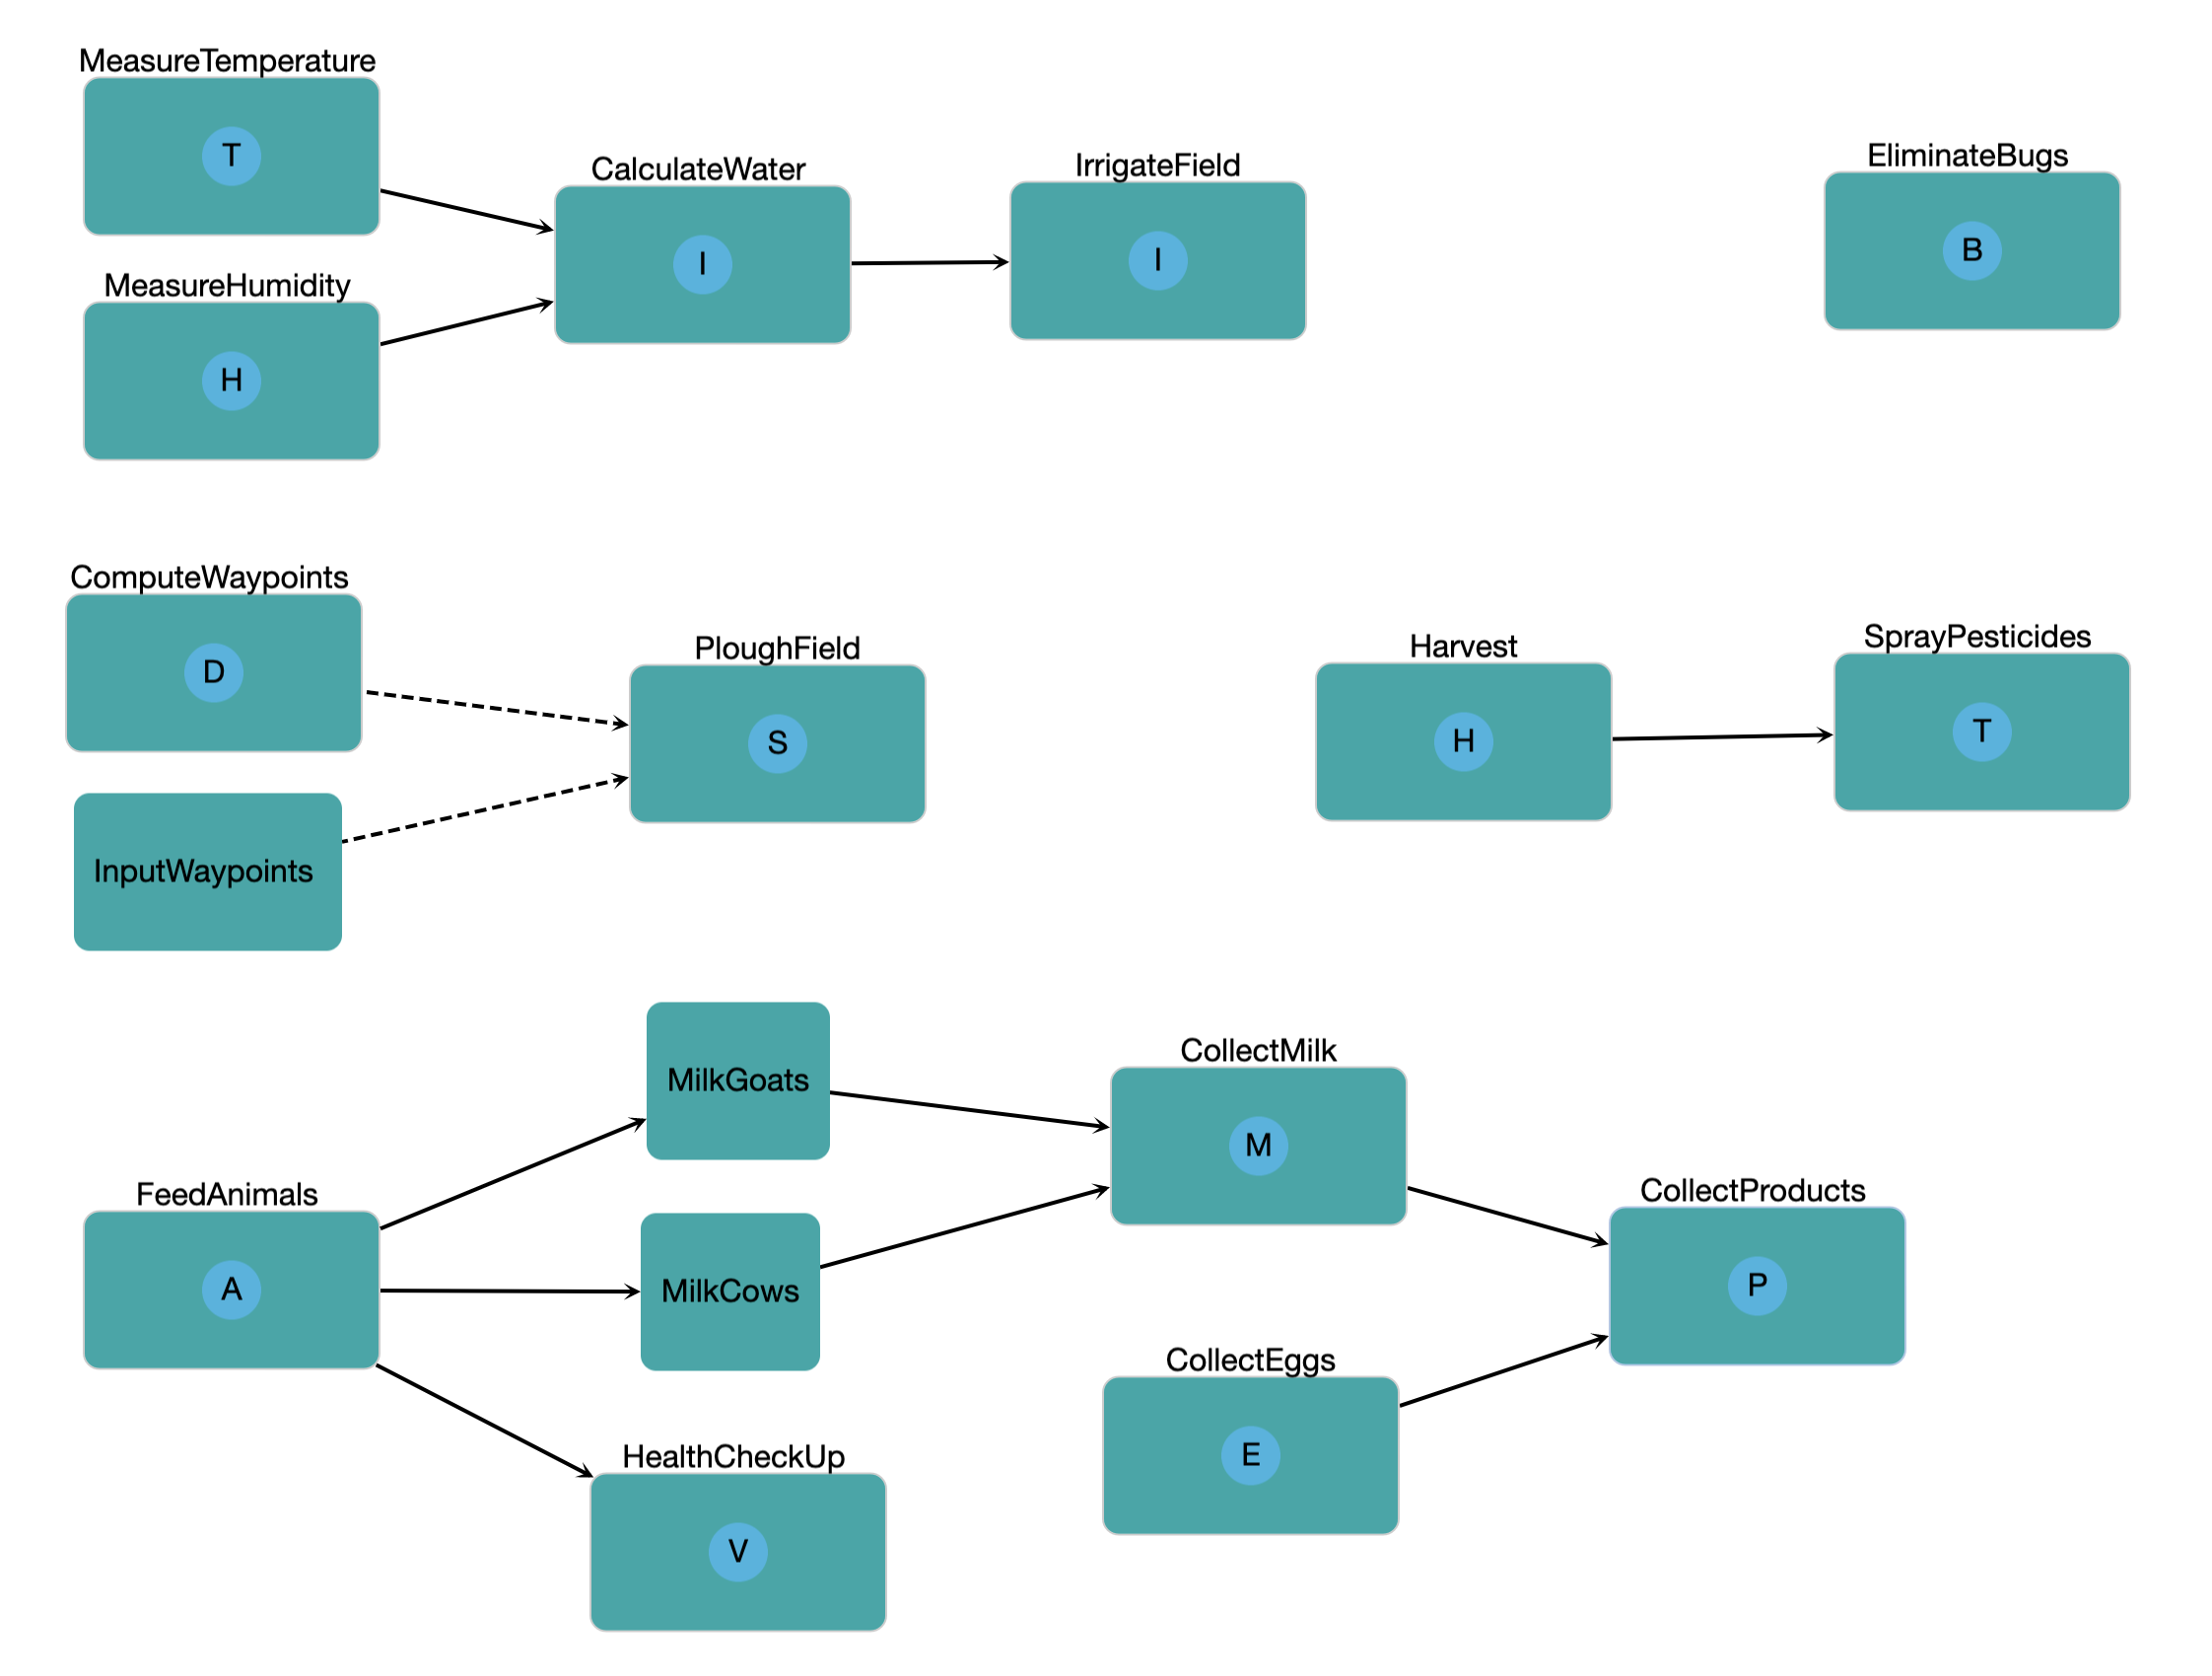 MeasureTemperature
T
MeasureHumidity
H
CalculateWater
I
IrrigateField
I
EliminateBugs
B
ComputeWaypoints
D
InputWaypoints
PloughField
S
Harvest
H
SprayPesticides
T
FeedAnimals
A
MilkGoats
MilkCows
HealthCheckUp
V
CollectMilk
M
CollectEggs
E
CollectProducts
P